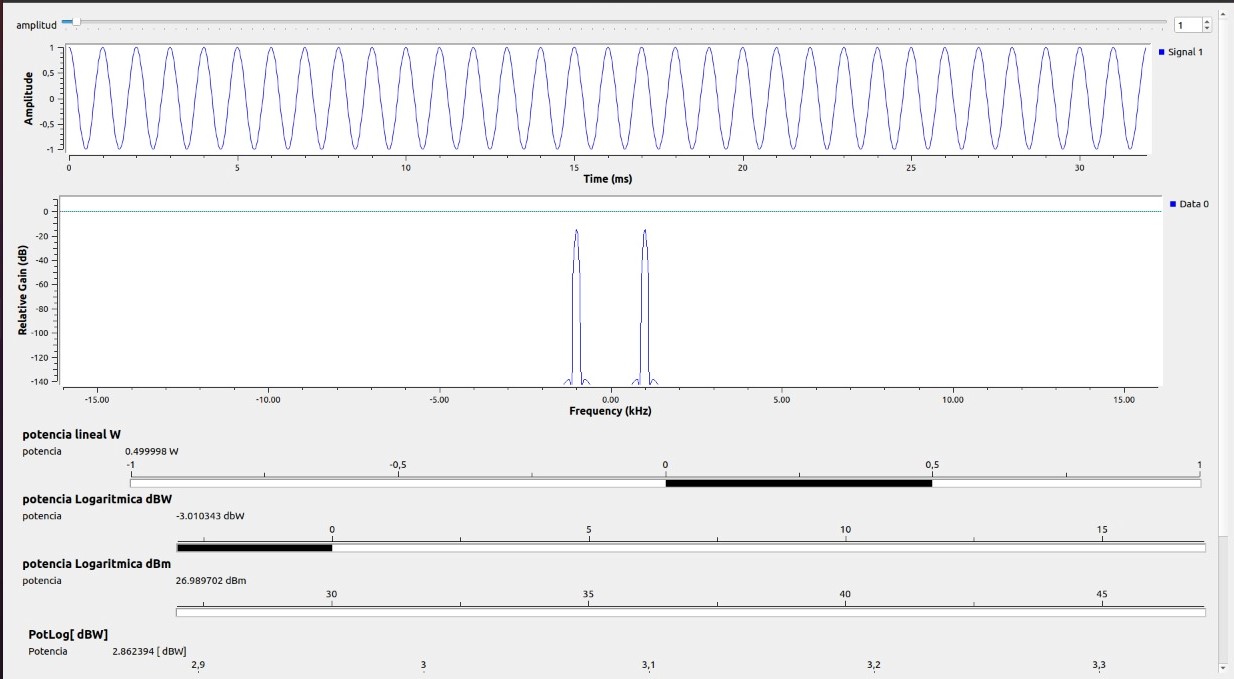 amplitud 1
1
0,5
0
-0,5
-1
Amplitude
Signal 1
0 5 10 15 20 25 30
Time (ms)
0
-20
-40
-60
-80
-100
-120
-140
Relative Gain (dB)
Data 0
-15.00 -10.00 -5.00 0.00 5.00 10.00 15.00
Frequency (kHz)
potencia lineal W
potencia 0.499998 W
-1 -0,5 0 0,5 1
potencia Logaritmica dBW
potencia -3.010343 dbW
0 5 10 15
potencia Logaritmica dBm
potencia 26.989702 dBm
30 35 40 45
PotLog[ dBW]
Potencia 2.862394 [ dBW]
2,9 3 3,1 3,2 3,3